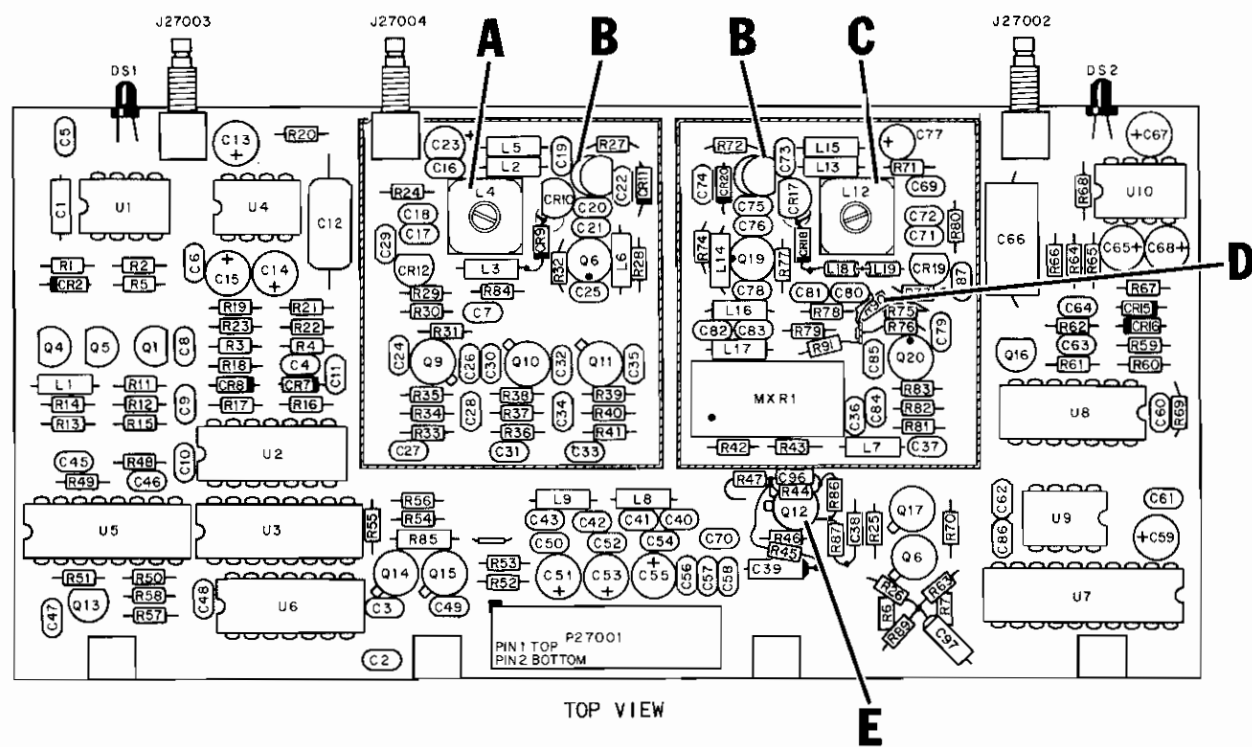 J27003
J27004
A
B
B
C
J27002
DS1
DS2
C5
C13
R20
C23
C16
L5
L2
C19
R27
R72
C73
L15
L13
C77
R71
C67
C1
U1
U4
C12
R24
L4
CR10
C22
CR11
C74
CR20
CR17
L12
C69
R68
U10
C18
C17
C20
C21
C75
C76
C72
C71
R80
C66
C29
CR9
CR18
C6
C15
C14
R1
R2
CR2
R5
CR12
L3
R32
Q6
L6
R28
R74
L14
Q19
R77
L18
L19
CR19
C87
R66
R64
R65
C65
C68
D
R29
R84
C25
C78
C81
C80
R67
R19
R21
R30
C7
L16
R78
R75
C64
CR15
R23
R22
R31
C82
C83
R79
R76
C79
R62
CR16
Q4
Q5
Q1
C8
R3
R4
C24
Q9
C26
C30
Q10
C32
Q11
C35
L17
R91
C85
Q20
Q16
C63
R59
R18
C4
C11
R61
R60
L1
R11
CR8
CR7
R14
R12
C9
R17
R16
R35
R38
R39
MXR1
R83
R13
R15
R34
C28
R37
C34
R40
C36
C84
R82
U8
C60
R69
R33
R36
R41
R81
C45
R48
C10
U2
C27
C31
C33
R42
R43
L7
C37
R49
C46
R47
C96
R44
R86
U5
U3
R55
R56
L9
L8
Q12
Q17
C62
C61
R54
C43
C42
C41
C40
R87
C38
R25
R70
U9
R85
C50
C52
C54
C70
R46
R45
C86
C59
R51
R50
R53
C39
Q6
Q14
Q15
R52
C51
C53
C55
C56
C57
C58
R58
R26
R63
C47
Q13
R57
C48
U6
C3
C49
R6
R7
U7
P27001
PIN 1 TOP
PIN 2 BOTTOM
R89
C97
C2
TOP VIEW
E